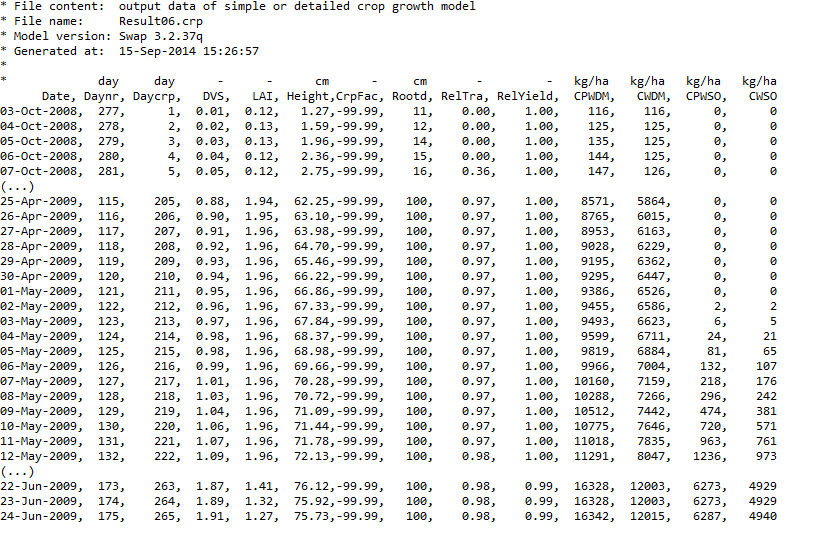 * File content:  output data of simple or detailed crop growth model
* File name:     Result06.crp
* Model version: Swap 3.2.37q
* Generated at:  15-Sep-2014 15:26:57
*
*            day    day      -      -     cm      -     cm       -        -   kg/ha   kg/ha   kg/ha   kg/ha
      Date, Daynr, Daycrp,   DVS,   LAI, Height,CrpFac, Rootd, RelTra, RelYield, CPWDM,   CWDM,  CPWSO,    CWSO
03-Oct-2008, 277,      1, 0.01,  0.12,   1.27,-99.99,   11,    0.00,    1.00,    116,    116,      0,      0
04-Oct-2008, 278,      2, 0.02,  0.13,   1.59,-99.99,   12,    0.00,    1.00,    125,    125,      0,      0
05-Oct-2008, 279,      3, 0.03,  0.13,   1.96,-99.99,   14,    0.00,    1.00,    135,    125,      0,      0
06-Oct-2008, 280,      4, 0.04,  0.12,   2.36,-99.99,   15,    0.00,    1.00,    144,    125,      0,      0
07-Oct-2008, 281,      5, 0.05,  0.12,   2.75,-99.99,   16,    0.36,    1.00,    147,    126,      0,      0
(...)
25-Apr-2009, 115,    205, 0.88,  1.94,  62.25,-99.99,  100,    0.97,    1.00,   8571,   5864,      0,      0
26-Apr-2009, 116,    206, 0.90,  1.95,  63.10,-99.99,  100,    0.97,    1.00,   8765,   6015,      0,      0
27-Apr-2009, 117,    207, 0.91,  1.96,  63.98,-99.99,  100,    0.97,    1.00,   8953,   6163,      0,      0
28-Apr-2009, 118,    208, 0.92,  1.96,  64.70,-99.99,  100,    0.97,    1.00,   9028,   6229,      0,      0
29-Apr-2009, 119,    209, 0.93,  1.96,  65.46,-99.99,  100,    0.97,    1.00,   9195,   6362,      0,      0
30-Apr-2009, 120,    210, 0.94,  1.96,  66.22,-99.99,  100,    0.97,    1.00,   9295,   6447,      0,      0
01-May-2009, 121,    211, 0.95,  1.96,  66.86,-99.99,  100,    0.97,    1.00,   9386,   6526,      0,      0
02-May-2009, 122,    212, 0.96,  1.96,  67.33,-99.99,  100,    0.97,    1.00,   9455,   6586,      2,      2
03-May-2009, 123,    213, 0.97,  1.96,  67.84,-99.99,  100,    0.97,    1.00,   9493,   6623,      6,      5
04-May-2009, 124,    214, 0.98,  1.96,  68.37,-99.99,  100,    0.97,    1.00,   9599,   6711,     24,     21
05-May-2009, 125,    215, 0.98,  1.96,  68.98,-99.99,  100,    0.97,    1.00,   9819,   6884,     81,     65
06-May-2009, 126,    216, 0.99,  1.96,  69.66,-99.99,  100,    0.97,    1.00,   9966,   7004,    132,    107
07-May-2009, 127,    217, 1.01,  1.96,  70.28,-99.99,  100,    0.97,    1.00,  10160,   7159,    218,    176
08-May-2009, 128,    218, 1.03,  1.96,  70.72,-99.99,  100,    0.97,    1.00,  10288,   7266,    296,    242
09-May-2009, 129,    219, 1.04,  1.96,  71.09,-99.99,  100,    0.97,    1.00,  10512,   7442,    474,    381
10-May-2009, 130,    220, 1.06,  1.96,  71.44,-99.99,  100,    0.97,    1.00,  10775,   7646,    720,    571
11-May-2009, 131,    221, 1.07,  1.96,  71.78,-99.99,  100,    0.97,    1.00,  11018,   7835,    963,    761
12-May-2009, 132,    222, 1.09,  1.96,  72.13,-99.99,  100,    0.98,    1.00,  11291,   8047,   1236,    973
(...)
22-Jun-2009, 173,    263, 1.87,  1.41,  76.12,-99.99,  100,    0.98,    0.99,  16328,  12003,   6273,   4929
23-Jun-2009, 174,    264, 1.89,  1.32,  75.92,-99.99,  100,    0.98,    0.99,  16328,  12003,   6273,   4929
24-Jun-2009, 175,    265, 1.91,  1.27,  75.73,-99.99,  100,    0.98,    0.99,  16342,  12015,   6287,   4940